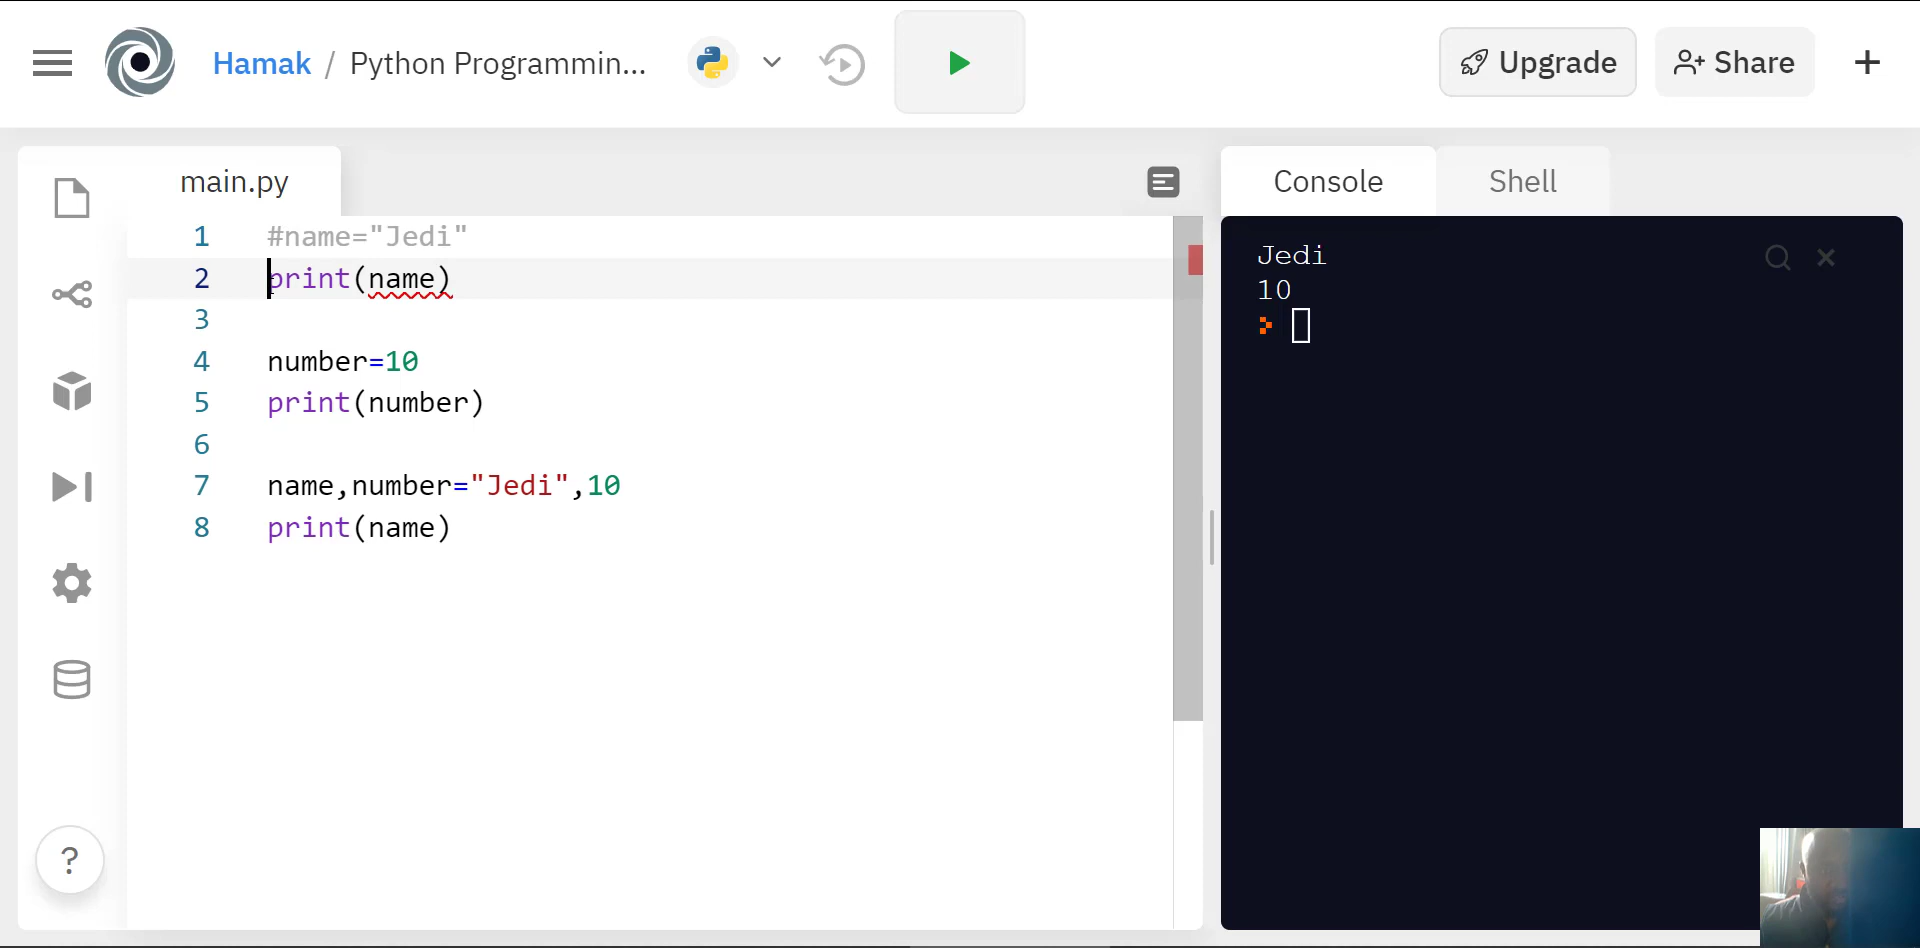 Hamak / Python Programmin...
Upgrade
Share
main.py
Console
Shell
1 #name="Jedi"
2 print(name)
3
4 number=10
5 print(number)
6
7 name,number="Jedi",10
8 print(name)
Jedi
10
?